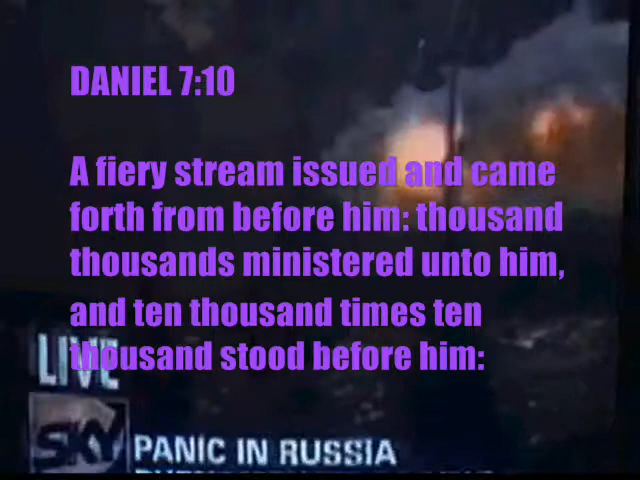 DANIEL 7:10
A fiery stream issued and came
forth from before him: thousand
thousands ministered unto him,
and ten thousand times ten
thousand stood before him:
LIVE
SKY
PANIC IN RUSSIA